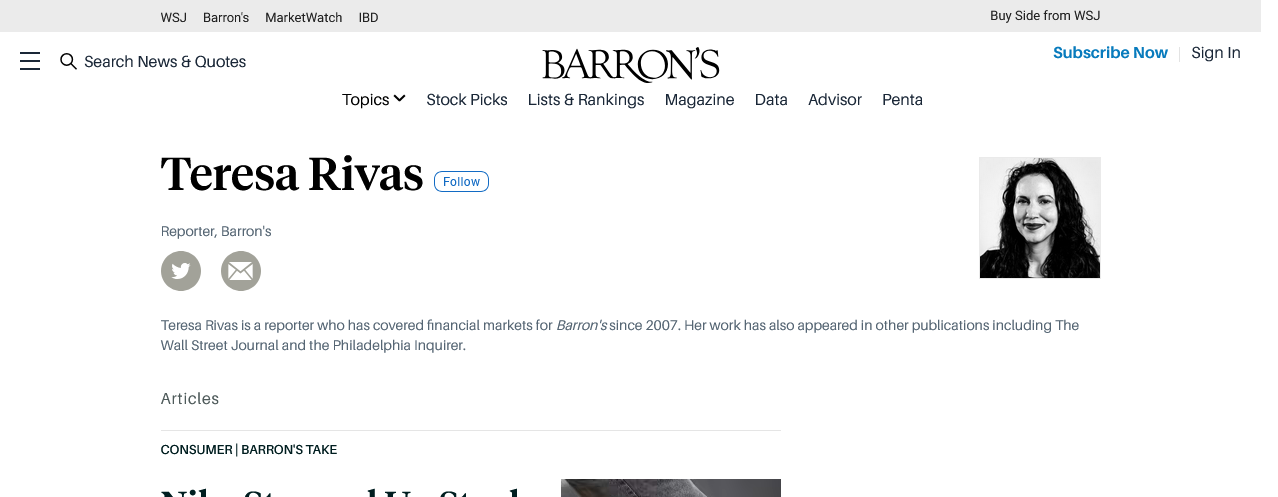 WSJ Barron's MarketWatch IBD Buy Side from WSJ
Search News & Quotes
BARRON'S
Subscribe Now Sign In
Topics Stock Picks Lists & Rankings Magazine Data Advisor Penta
Teresa Rivas Follow
Reporter, Barron's
Teresa Rivas is a reporter who has covered financial markets for Barron's since 2007. Her work has also appeared in other publications including The
Wall Street Journal and the Philadelphia Inquirer.
Articles
CONSUMER | BARRON'S TAKE